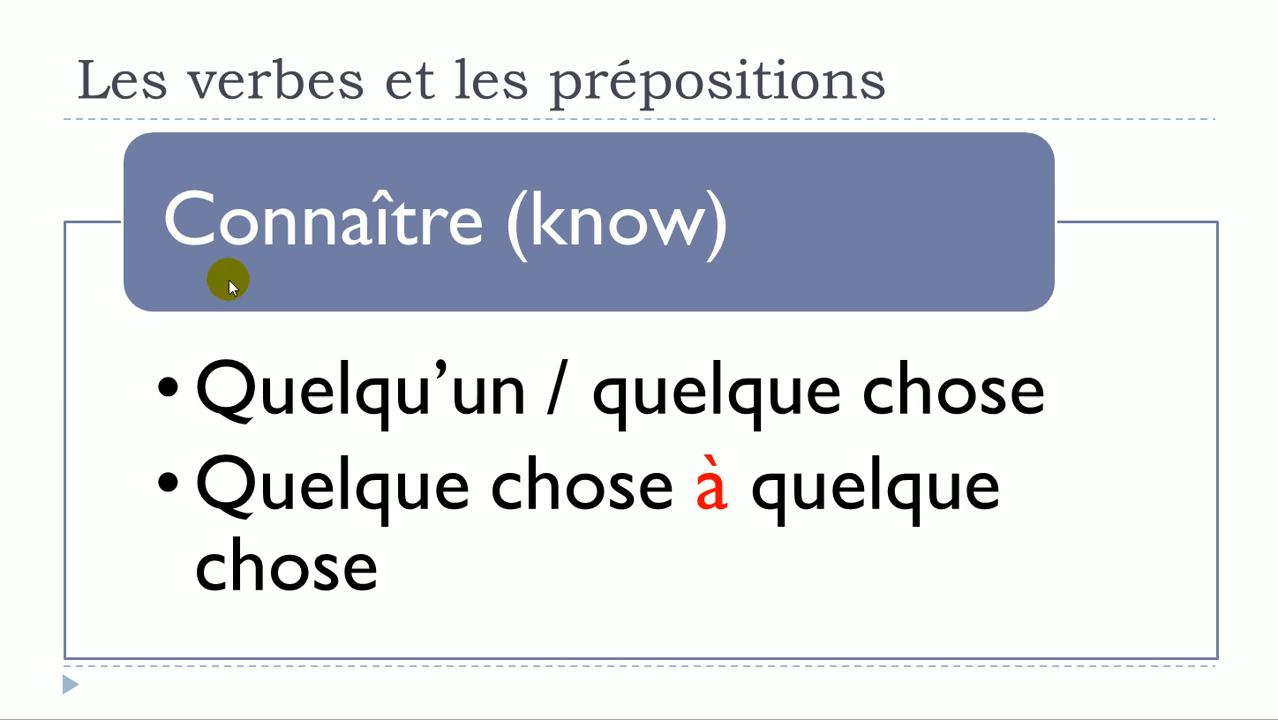 Les verbes et les prépositions
Connaître (know)
• Quelqu’un / quelque chose
• Quelque chose à quelque
chose